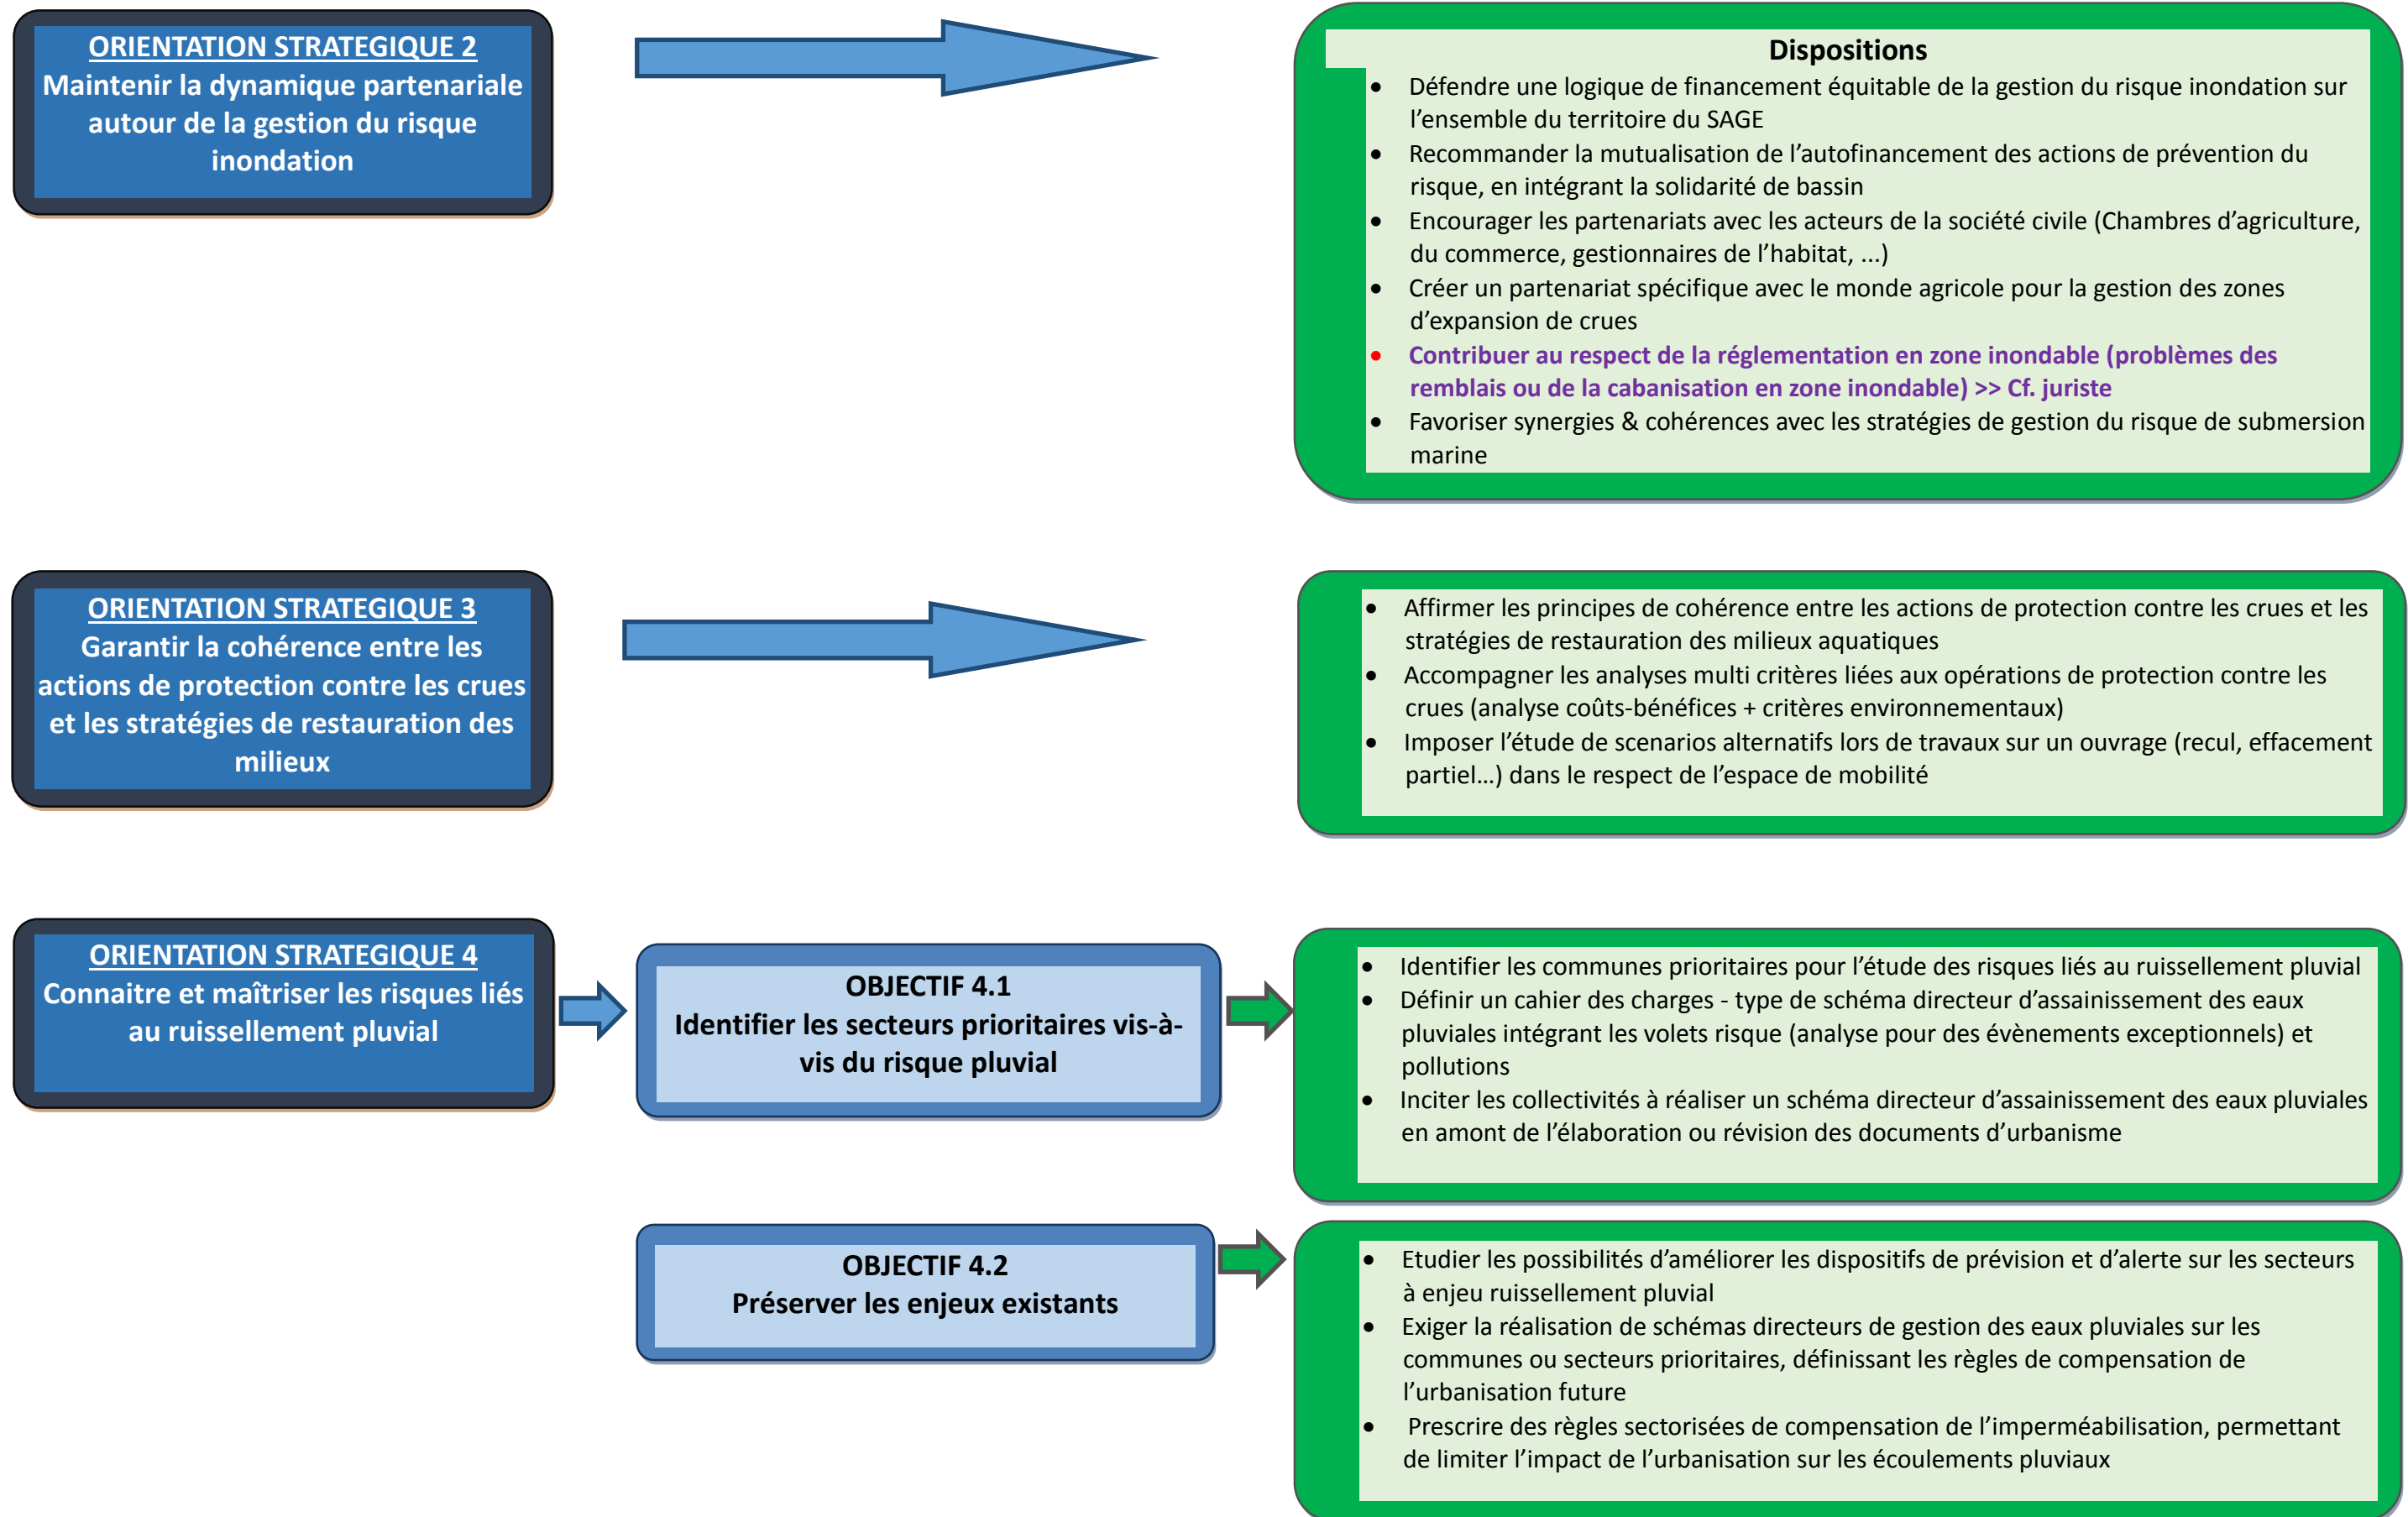 ORIENTATION STRATEGIQUE 2
Maintenir la dynamique partenariale
autour de la gestion du risque
inondation
Dispositions
• Défendre une logique de financement équitable de la gestion du risque inondation sur
l’ensemble du territoire du SAGE
• Recommander la mutualisation de l’autofinancement des actions de prévention du
risque, en intégrant la solidarité de bassin
• Encourager les partenariats avec les acteurs de la société civile (Chambres d’agriculture,
du commerce, gestionnaires de l’habitat, ...)
• Créer un partenariat spécifique avec le monde agricole pour la gestion des zones
d’expansion de crues
• Contribuer au respect de la réglementation en zone inondable (problèmes des
remblais ou de la cabanisation en zone inondable) >> Cf. juriste
• Favoriser synergies & cohérences avec les stratégies de gestion du risque de submersion
marine
ORIENTATION STRATEGIQUE 3
Garantir la cohérence entre les
actions de protection contre les crues
et les stratégies de restauration des
milieux
• Affirmer les principes de cohérence entre les actions de protection contre les crues et les
stratégies de restauration des milieux aquatiques
• Accompagner les analyses multi critères liées aux opérations de protection contre les
crues (analyse coûts-bénéfices + critères environnementaux)
• Imposer l’étude de scenarios alternatifs lors de travaux sur un ouvrage (recul, effacement
partiel…) dans le respect de l’espace de mobilité
ORIENTATION STRATEGIQUE 4
Connaitre et maîtriser les risques liés
au ruissellement pluvial
OBJECTIF 4.1
Identifier les secteurs prioritaires vis-à-
vis du risque pluvial
• Identifier les communes prioritaires pour l’étude des risques liés au ruissellement pluvial
• Définir un cahier des charges - type de schéma directeur d’assainissement des eaux
pluviales intégrant les volets risque (analyse pour des évènements exceptionnels) et
pollutions
• Inciter les collectivités à réaliser un schéma directeur d’assainissement des eaux pluviales
en amont de l’élaboration ou révision des documents d’urbanisme
OBJECTIF 4.2
Préserver les enjeux existants
• Etudier les possibilités d’améliorer les dispositifs de prévision et d’alerte sur les secteurs
à enjeu ruissellement pluvial
• Exiger la réalisation de schémas directeurs de gestion des eaux pluviales sur les
communes ou secteurs prioritaires, définissant les règles de compensation de
l’urbanisation future
• Prescrire des règles sectorisées de compensation de l’imperméabilisation, permettant
de limiter l’impact de l’urbanisation sur les écoulements pluviaux